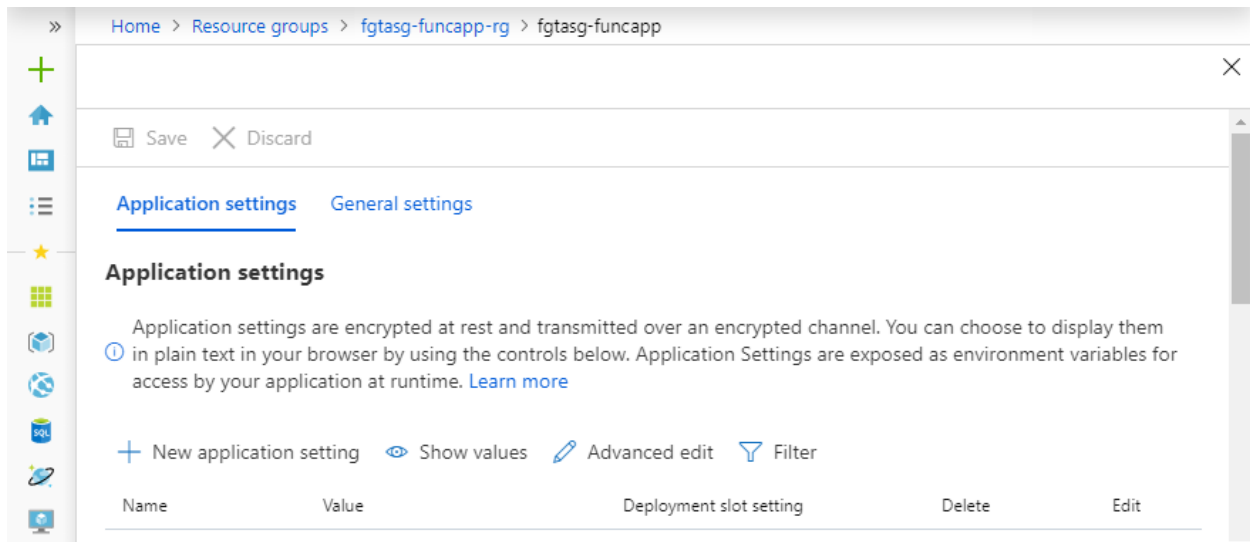 » Home > Resource groups > fgtasg-funcapp-rg > fgtasg-funcapp
Save Discard
Application settings General settings
Application settings
Application settings are encrypted at rest and transmitted over an encrypted channel. You can choose to display them
in plain text in your browser by using the controls below. Application Settings are exposed as environment variables for
access by your application at runtime. Learn more
New application setting Show values Advanced edit Filter
SQL
Name Value Deployment slot setting Delete Edit